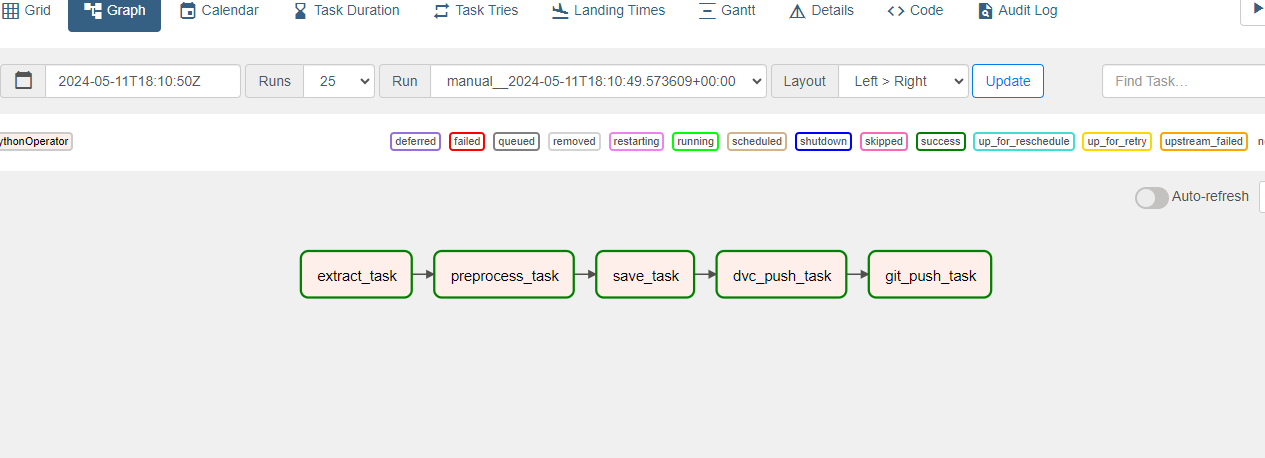 Grid Graph Calendar Task Duration Task Tries Landing Times Gantt Details Code Audit Log
2024-05-11T18:10:50Z Runs 25 Run manual__2024-05-11T18:10:49.573609+00:00 Layout Left > Right Update Find Task...
ythonOperator deferred failed queued removed restarting running scheduled shutdown skipped success up_for_reschedule up_for_retry upstream_failed
Auto-refresh
extract_task preprocess_task save_task dvc_push_task git_push_task